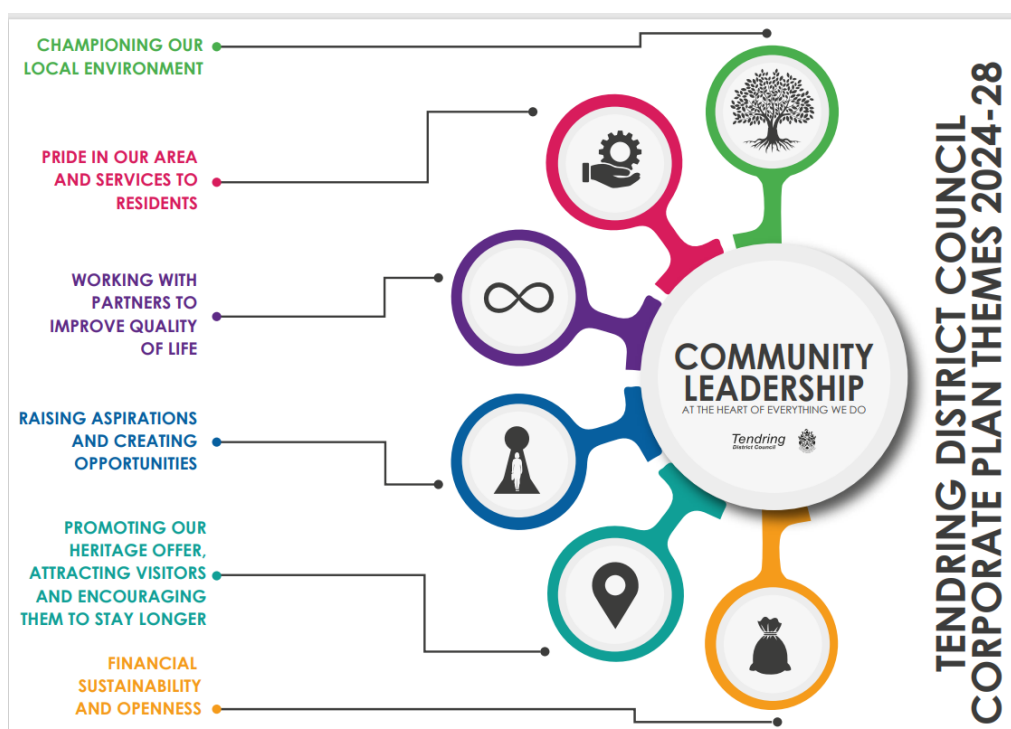 CHAMPIONING OUR
LOCAL ENVIRONMENT
PRIDE IN OUR AREA
AND SERVICES TO
RESIDENTS
WORKING WITH
PARTNERS TO
IMPROVE QUALITY
OF LIFE
RAISING ASPIRATIONS
AND CREATING
OPPORTUNITIES
PROMOTING OUR
HERITAGE OFFER,
ATTRACTING VISITORS
AND ENCOURAGING
THEM TO STAY LONGER
FINANCIAL
SUSTAINABILITY
AND OPENNESS
COMMUNITY
LEADERSHIP
AT THE HEART OF EVERYTHING WE DO
Tendring
District Council
TENDRING DISTRICT COUNCIL
CORPORATE PLAN THEMES 2024-28